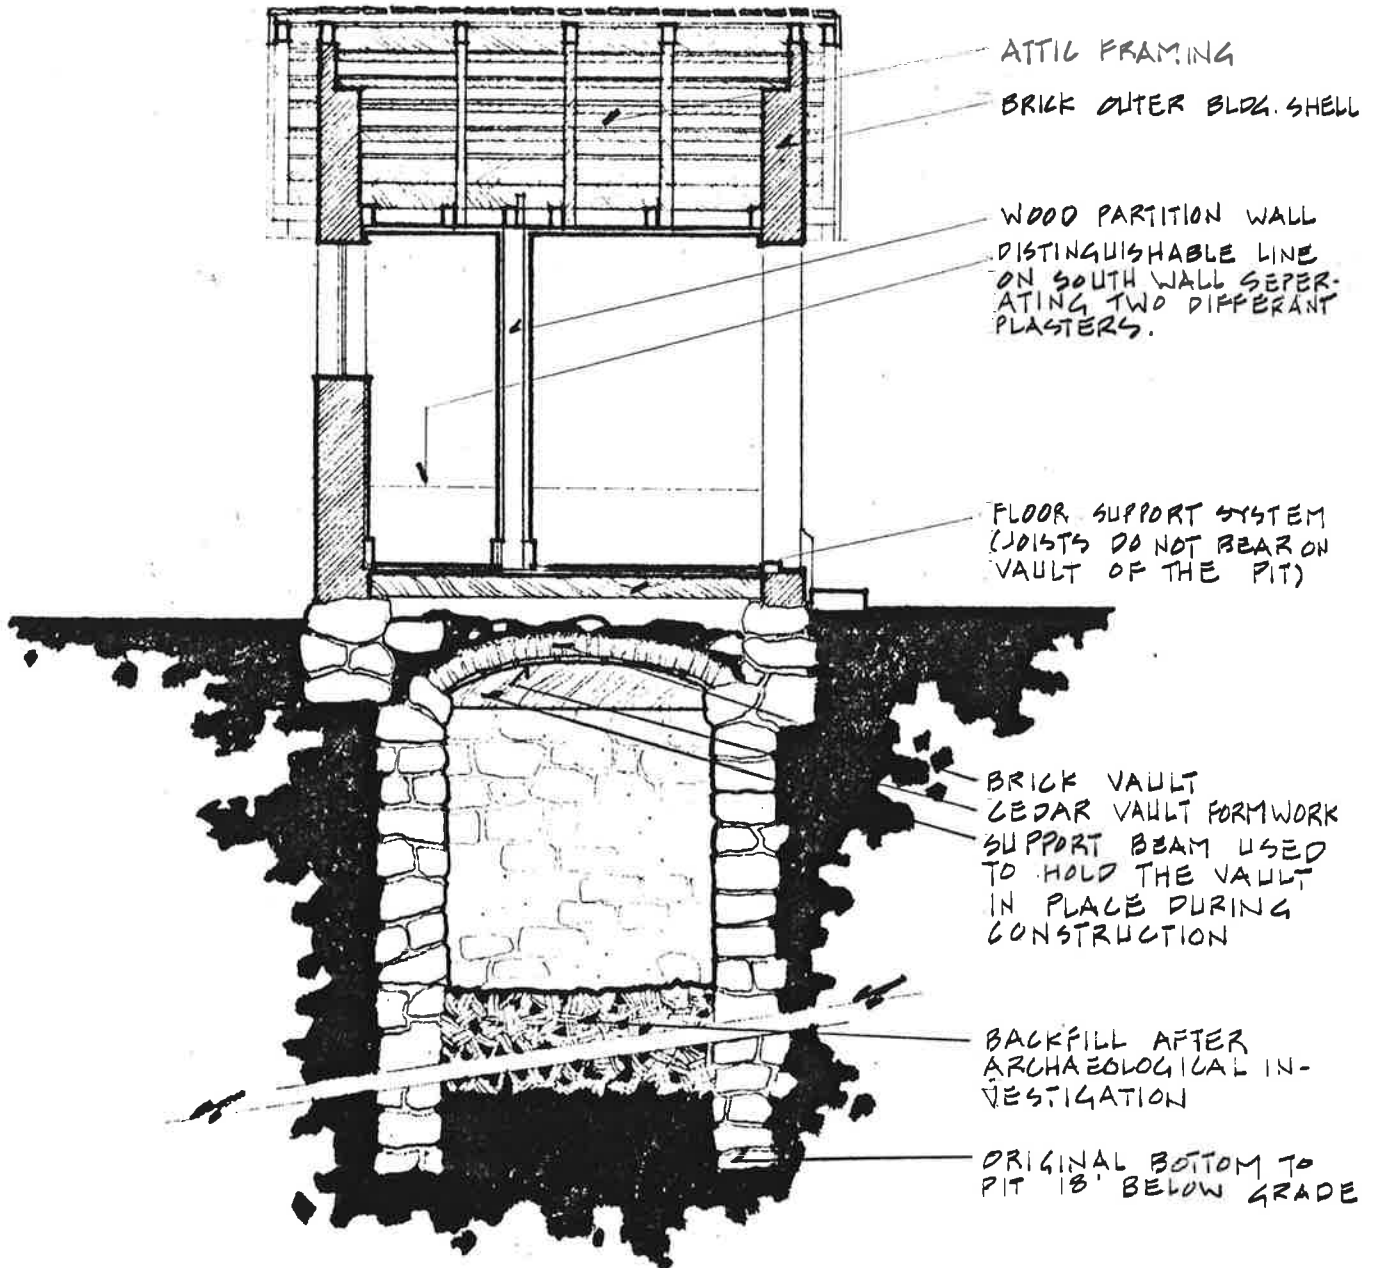 ATTIC FRAMING
BRICK OUTER BLDG. SHELL
WOOD PARTITION WALL
DISTINGUISHABLE LINE
ON SOUTH WALL SEPER-
ATING TWO DIFFERANT
PLASTERS.
FLOOR SUPPORT SYSTEM
(JOISTS DO NOT BEAR ON
VAULT OF THE PIT)
BRICK VAULT
CEDAR VAULT FORMWORK
SUPPORT BEAM USED
TO HOLD THE VAULT
IN PLACE DURING
CONSTRUCTION
BACKFILL AFTER
ARCHAEOLOGICAL IN-
VESTIGATION
ORIGINAL BOTTOM TO
PIT 18' BELOW GRADE